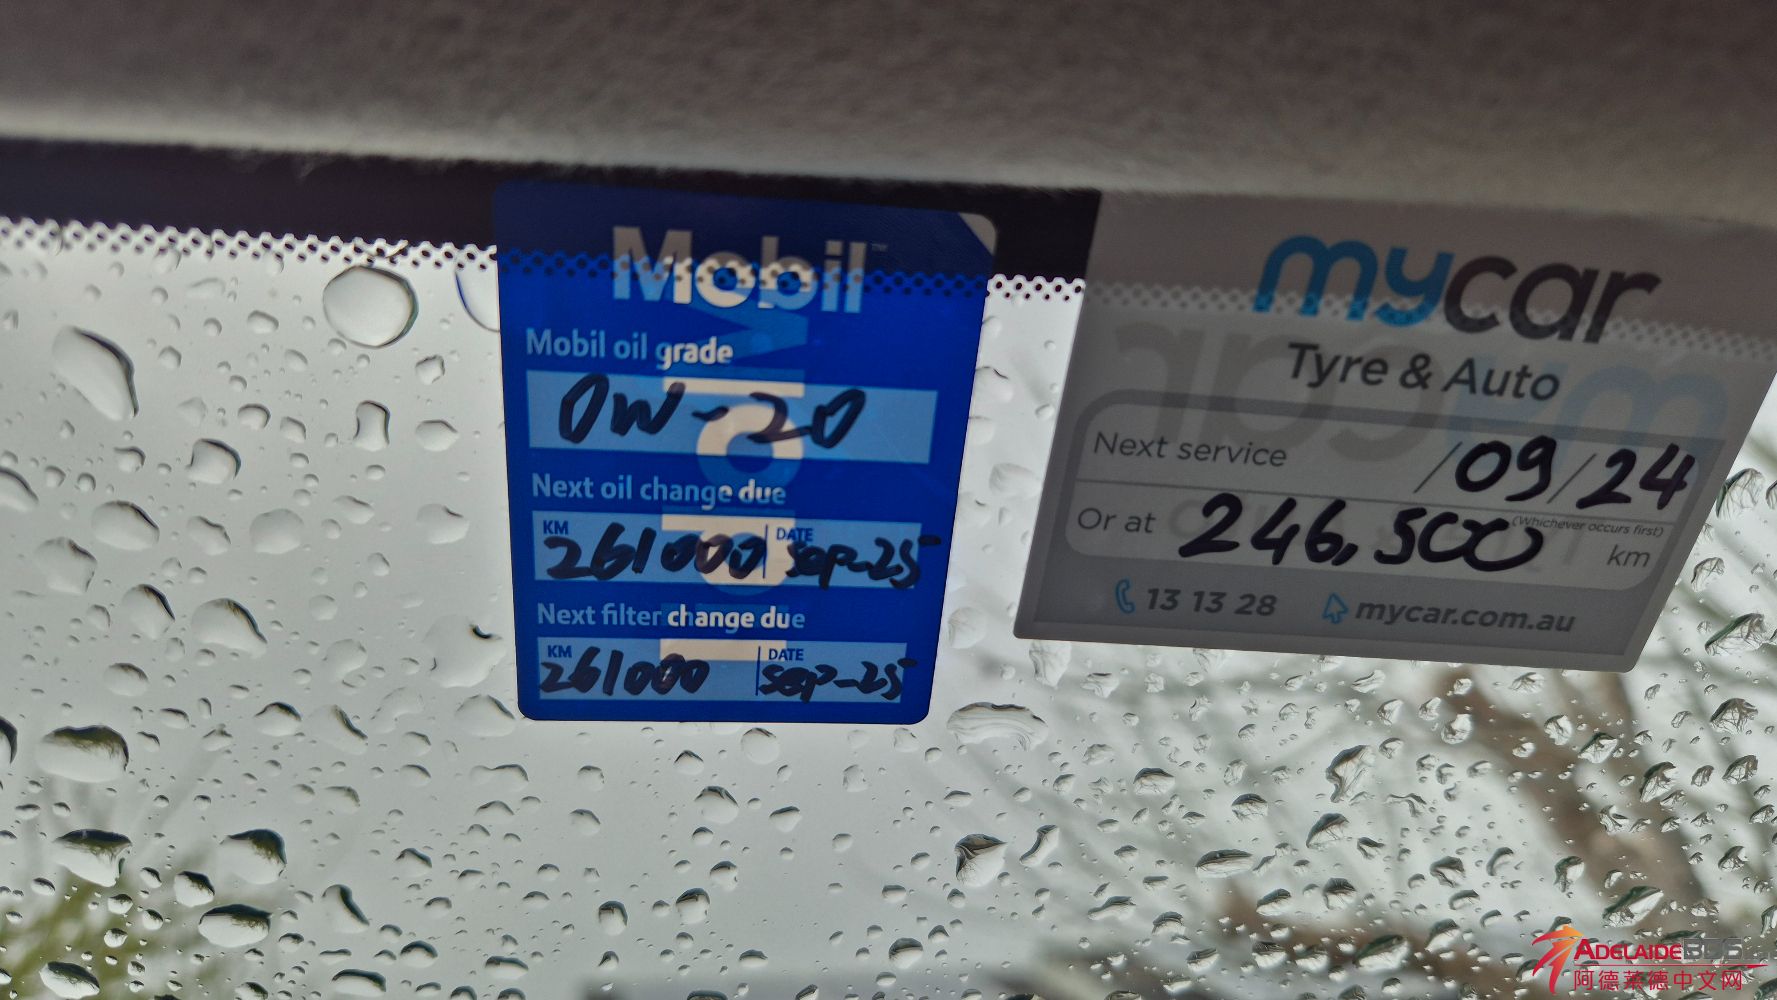 Mobil™
Mobil oil grade
0W-20
Next oil change due
KM 261000 DATE Sep-25
Next filter change due
KM 261000 DATE Sep-25
mycar
Tyre & Auto
Next service /09/24
Or at 246,500 (Whichever occurs first) km
13 13 28 mycar.com.au
阿德莱德中文网